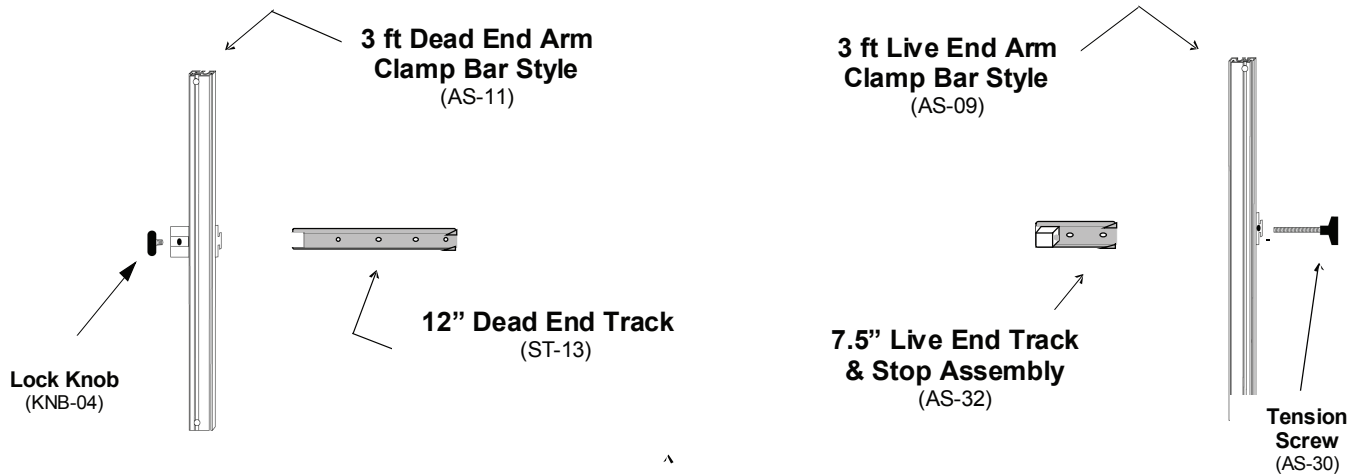 3 ft Dead End Arm
Clamp Bar Style
(AS-11)
3 ft Live End Arm
Clamp Bar Style
(AS-09)
12” Dead End Track
(ST-13)
Lock Knob
(KNB-04)
7.5” Live End Track
& Stop Assembly
(AS-32)
Tension
Screw
(AS-30)